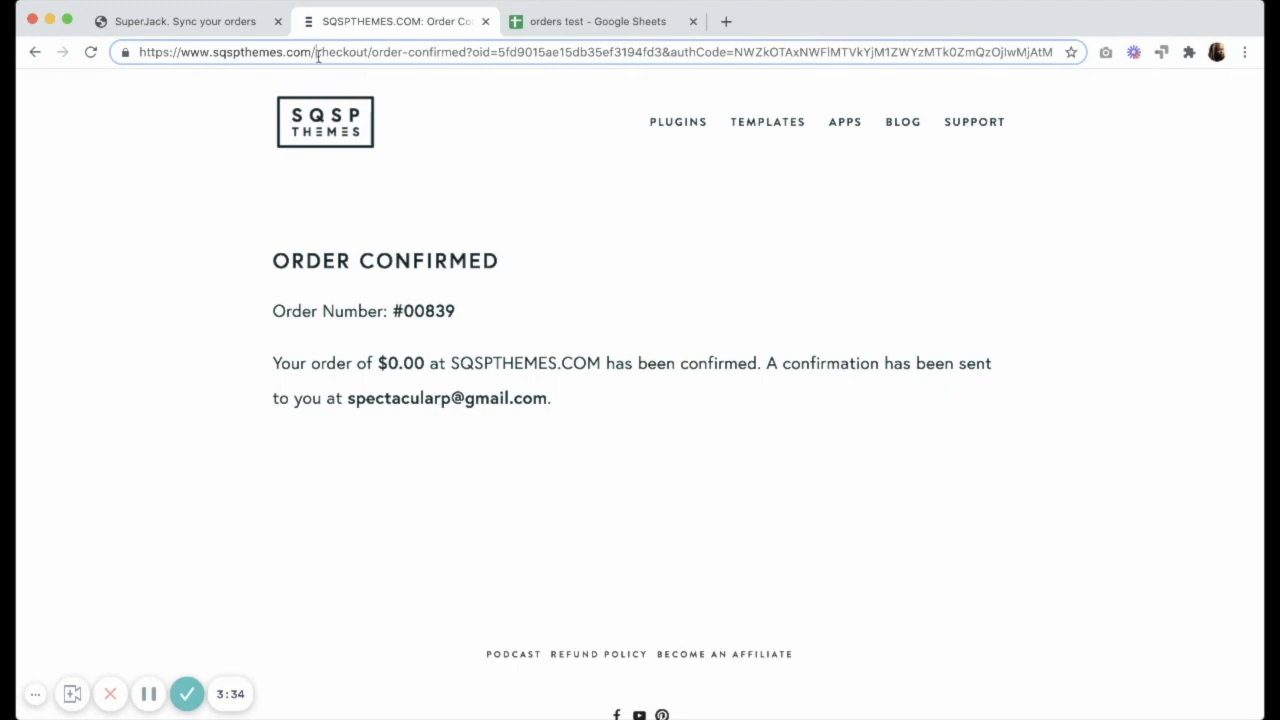 SuperJack. Sync your orders
SQSPTHEMES.COM: Order Co
orders test - Google Sheets
https://www.sqspthemes.com/checkout/order-confirmed?oid=5fd9015ae15db35ef3194fd3&authCode=NWZkOTAxNWFlMTVkYjM1ZWYzMTk0ZmQzOjIwMjAtM
SQSP
THEMES
PLUGINS TEMPLATES APPS BLOG SUPPORT
ORDER CONFIRMED
Order Number: #00839
Your order of $0.00 at SQSPTHEMES.COM has been confirmed. A confirmation has been sent
to you at spectacularp@gmail.com.
PODCAST REFUND POLICY BECOME AN AFFILIATE
3:34